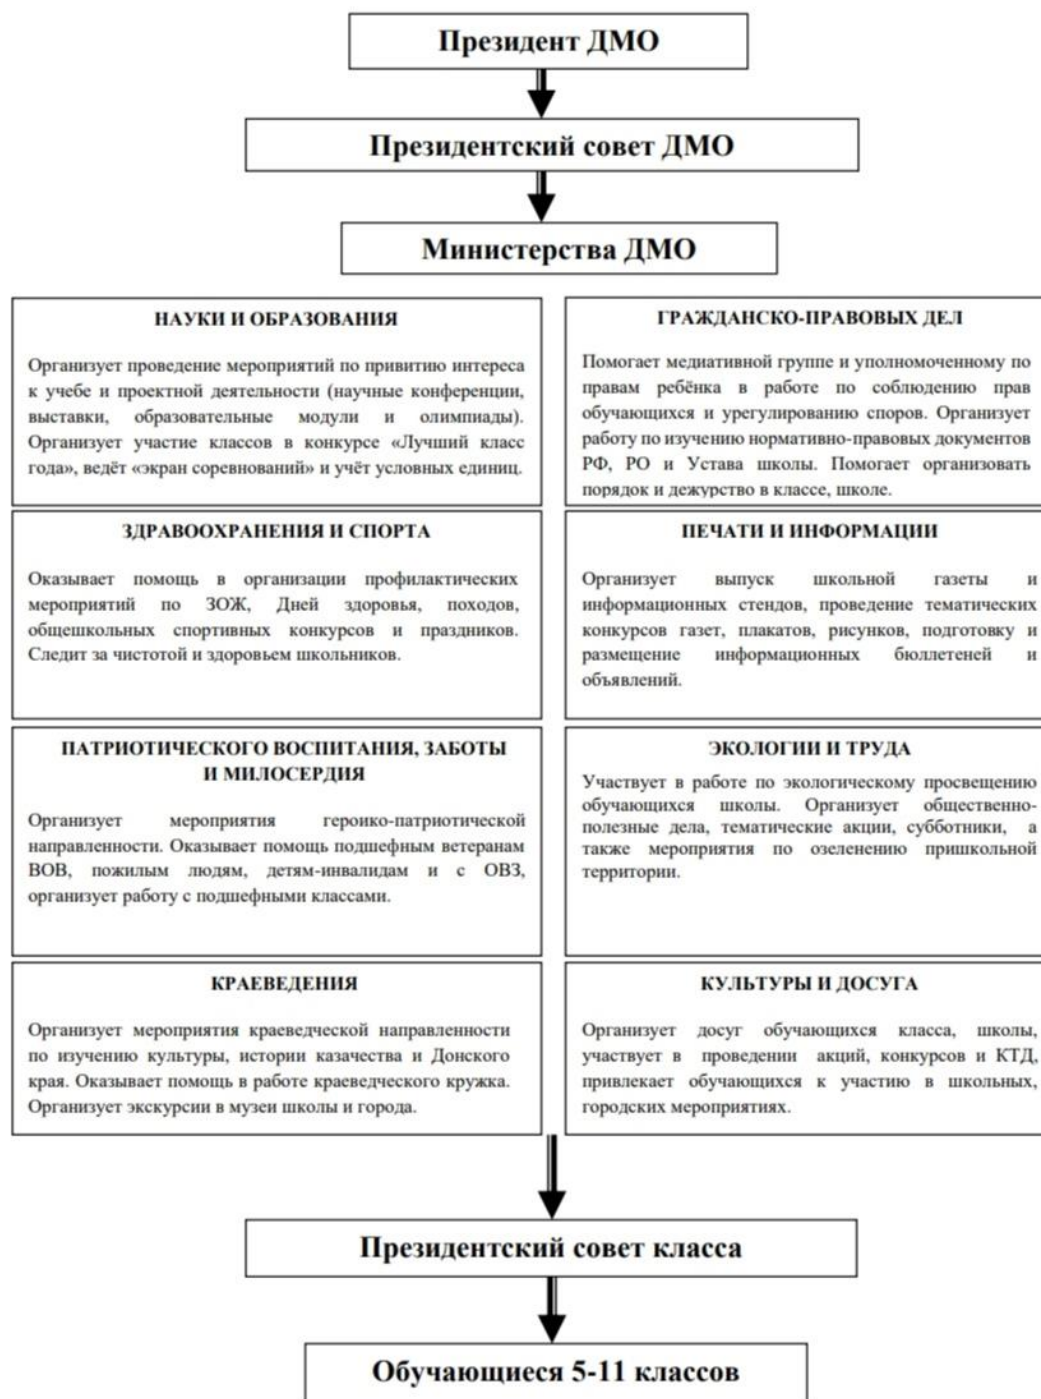 Президент ДМО
Президентский совет ДМО
Министерства ДМО
НАУКИ И ОБРАЗОВАНИЯ
Организует проведение мероприятий по привитию интереса
к учебе и проектной деятельности (научные конференции,
выставки, образовательные модули и олимпиады).
Организует участие классов в конкурсе «Лучший класс
года», ведёт «экран соревнований» и учёт условных единиц.
ГРАЖДАНСКО-ПРАВОВЫХ ДЕЛ
Помогает медиативной группе и уполномоченному по
правам ребёнка в работе по соблюдению прав
обучающихся и урегулированию споров. Организует
работу по изучению нормативно-правовых документов
РФ, РО и Устава школы. Помогает организовать
порядок и дежурство в классе, школе.
ЗДРАВООХРАНЕНИЯ И СПОРТА
Оказывает помощь в организации профилактических
мероприятий по ЗОЖ, Дней здоровья, походов,
общешкольных спортивных конкурсов и праздников.
Следит за чистотой и здоровьем школьников.
ПЕЧАТИ И ИНФОРМАЦИИ
Организует выпуск школьной газеты и
информационных стендов, проведение тематических
конкурсов газет, плакатов, рисунков, подготовку и
размещение информационных бюллетеней и
объявлений.
ПАТРИОТИЧЕСКОГО ВОСПИТАНИЯ, ЗАБОТЫ
И МИЛОСЕРДИЯ
Организует мероприятия героико-патриотической
направленности. Оказывает помощь подшефным ветеранам
ВОВ, пожилым людям, детям-инвалидам и с ОВЗ,
организует работу с подшефными классами.
ЭКОЛОГИИ И ТРУДА
Участвует в работе по экологическому просвещению
обучающихся школы. Организует общественно-
полезные дела, тематические акции, субботники, а
также мероприятия по озеленению пришкольной
территории.
КРАЕВЕДЕНИЯ
Организует мероприятия краеведческой направленности
по изучению культуры, истории казачества и Донского
края. Оказывает помощь в работе краеведческого кружка.
Организует экскурсии в музеи школы и города.
КУЛЬТУРЫ И ДОСУГА
Организует досуг обучающихся класса, школы,
участвует в проведении акций, конкурсов и КТД,
привлекает обучающихся к участию в школьных,
городских мероприятиях.
Президентский совет класса
Обучающиеся 5-11 классов